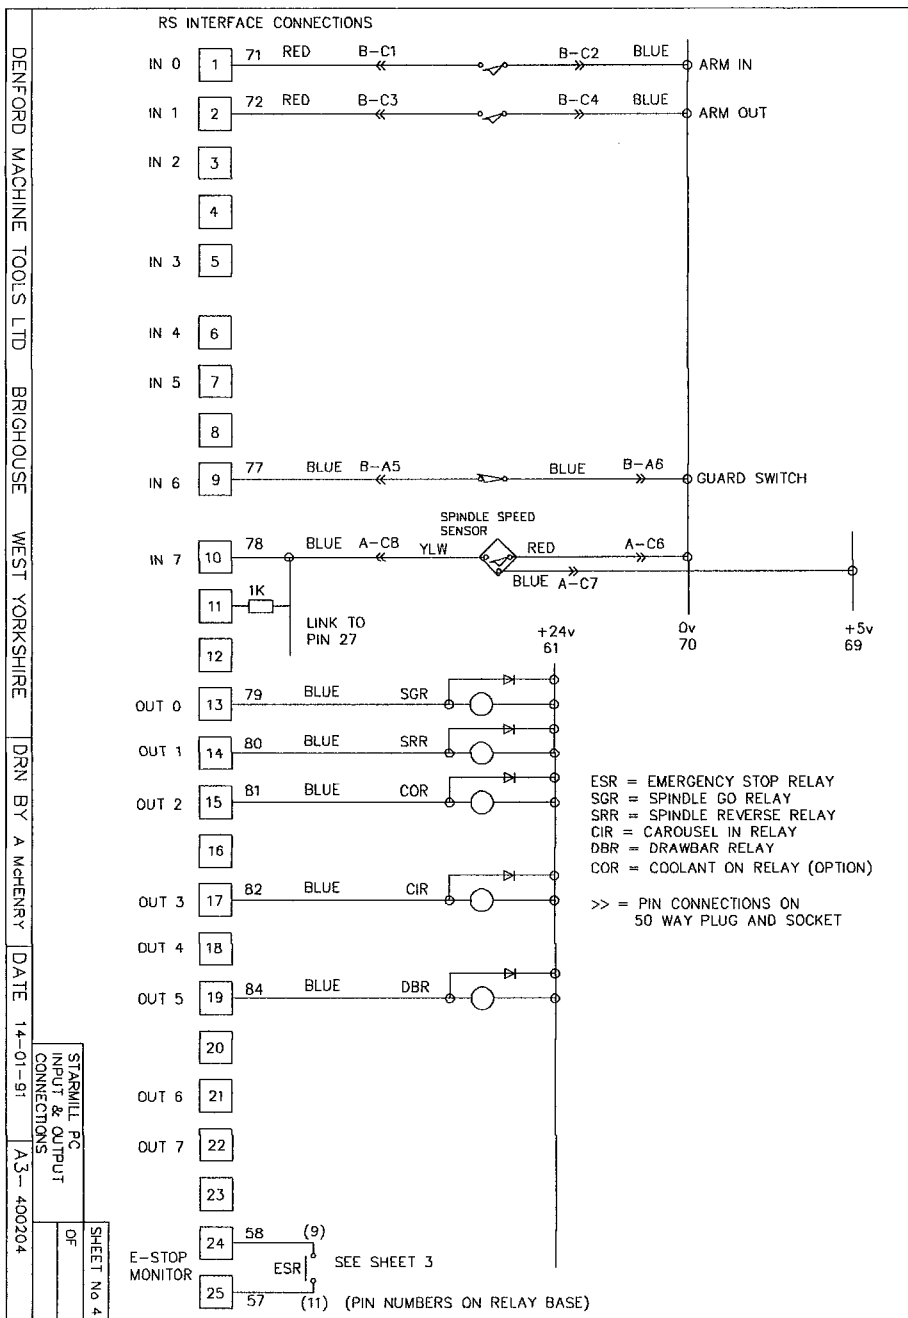 RS INTERFACE CONNECTIONS
IN 0 1 71 RED B-C1 B-C2 BLUE ARM IN
IN 1 2 72 RED B-C3 B-C4 BLUE ARM OUT
IN 2 3
4
IN 3 5
IN 4 6
IN 5 7
8
IN 6 9 77 BLUE B-A5 BLUE B-A6 GUARD SWITCH
SPINDLE SPEED
SENSOR
IN 7 10 78 BLUE A-C8 YLW RED A-C6
BLUE A-C7
11 1K
LINK TO
PIN 27
12
+24v
61
0v
70
+5v
69
OUT 0 13 79 BLUE SGR
OUT 1 14 80 BLUE SRR
OUT 2 15 81 BLUE COR
16
OUT 3 17 82 BLUE CIR
OUT 4 18
OUT 5 19 84 BLUE DBR
20
OUT 6 21
OUT 7 22
23
E-STOP
MONITOR
24 58 (9)
ESR SEE SHEET 3
25 57 (11) (PIN NUMBERS ON RELAY BASE)
ESR = EMERGENCY STOP RELAY
SGR = SPINDLE GO RELAY
SRR = SPINDLE REVERSE RELAY
CIR = CAROUSEL IN RELAY
DBR = DRAWBAR RELAY
COR = COOLANT ON RELAY (OPTION)
>> = PIN CONNECTIONS ON
50 WAY PLUG AND SOCKET
DENFORD MACHINE TOOLS LTD BRIGHOUSE WEST YORKSHIRE
DRN BY A McHENRY
DATE 14-01-91
A3- 400204
STARMILL PC
INPUT & OUTPUT
CONNECTIONS
SHEET No 4
OF